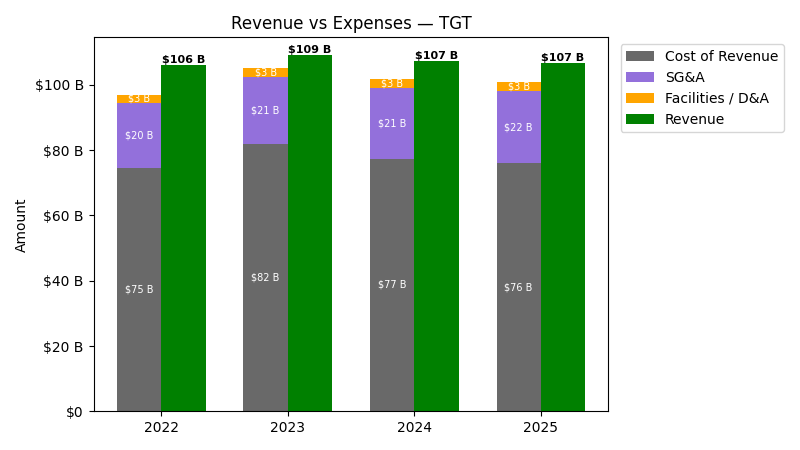 Revenue vs Expenses — TGT
Amount
$100 B
$80 B
$60 B
$40 B
$20 B
$0
$106 B
$109 B
$107 B
$107 B
$3 B
$3 B
$3 B
$3 B
$20 B
$21 B
$21 B
$22 B
$75 B
$82 B
$77 B
$76 B
2022
2023
2024
2025
Cost of Revenue
SG&A
Facilities / D&A
Revenue